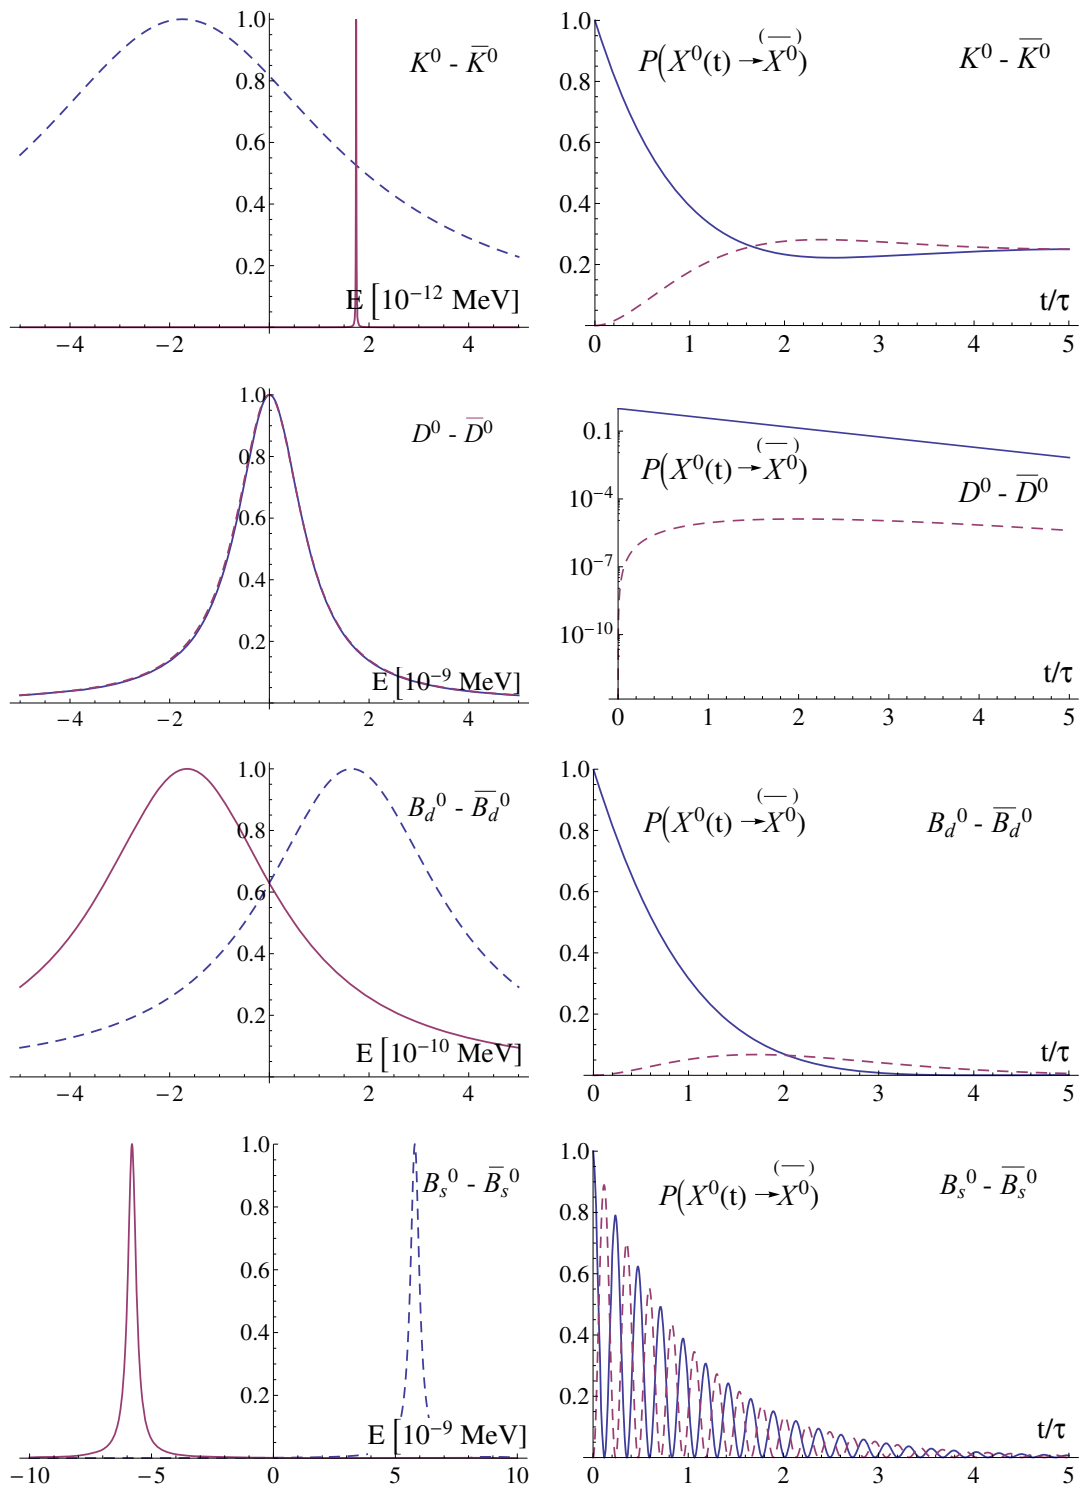 1.0
0.8
0.6
0.4
0.2
K⁰ - K̅⁰
E [10⁻¹² MeV]
−4 −2 0 2 4
1.0
0.8
0.6
0.4
0.2
P(X⁰(t) → (—) X⁰)
K⁰ - K̅⁰
t/τ
0 1 2 3 4 5
1.0
0.8
0.6
0.4
0.2
D⁰ - D̅⁰
E [10⁻⁹ MeV]
−4 −2 0 2 4
0.1
10⁻⁴
10⁻⁷
10⁻¹⁰
P(X⁰(t) → (—) X⁰)
D⁰ - D̅⁰
t/τ
0 1 2 3 4 5
1.0
0.8
0.6
0.4
0.2
B_d⁰ - B̅_d⁰
E [10⁻¹⁰ MeV]
−4 −2 0 2 4
1.0
0.8
0.6
0.4
0.2
P(X⁰(t) → (—) X⁰)
B_d⁰ - B̅_d⁰
t/τ
0 1 2 3 4 5
1.0
0.8
0.6
0.4
0.2
B_s⁰ - B̅_s⁰
E [10⁻⁹ MeV]
−10 −5 0 5 10
1.0
0.8
0.6
0.4
0.2
P(X⁰(t) → (—) X⁰)
B_s⁰ - B̅_s⁰
t/τ
0 1 2 3 4 5